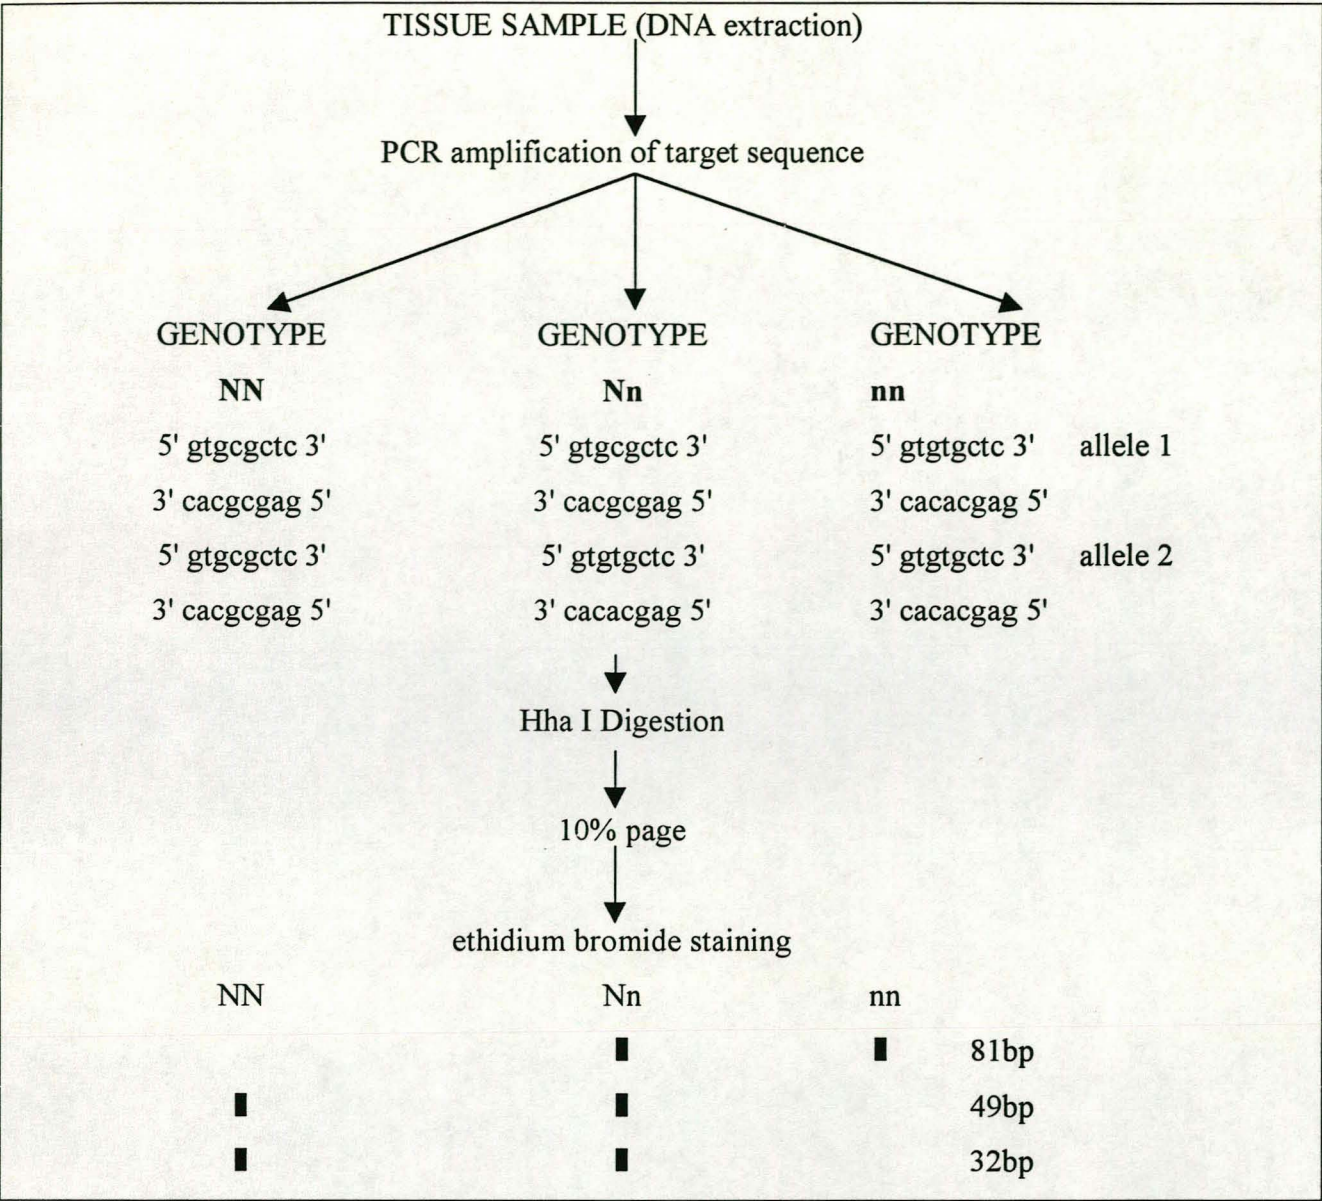 TISSUE SAMPLE (DNA extraction)
PCR amplification of target sequence
GENOTYPE GENOTYPE GENOTYPE
NN Nn nn
5' gtgcgctc 3' 5' gtgcgctc 3' 5' gtgtgctc 3' allele 1
3' cacgcgag 5' 3' cacgcgag 5' 3' cacacgag 5'
5' gtgcgctc 3' 5' gtgtgctc 3' 5' gtgtgctc 3' allele 2
3' cacgcgag 5' 3' cacacgag 5' 3' cacacgag 5'
Hha I Digestion
10% page
ethidium bromide staining
NN Nn nn
81bp
49bp
32bp